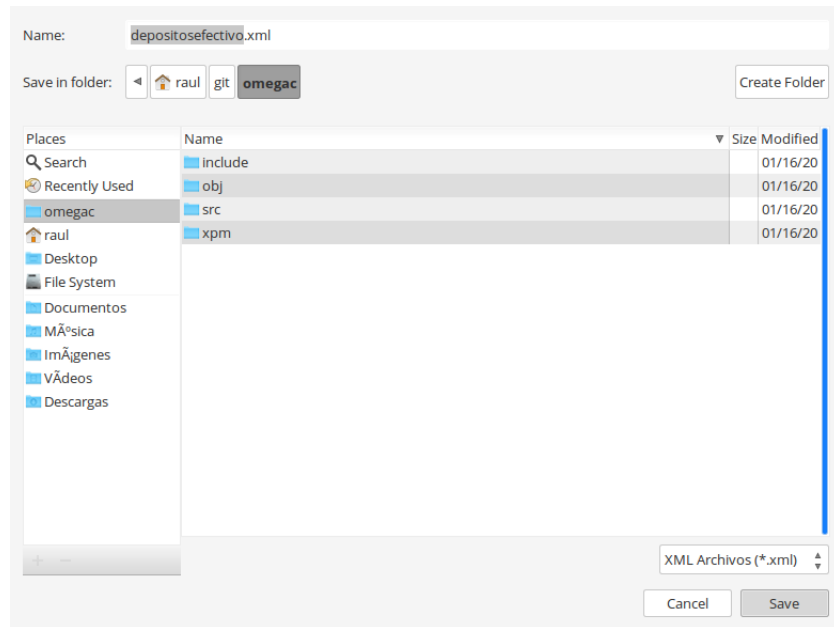 Name: depositosefectivo.xml
Save in folder: raul git omegac Create Folder
Places Name Size Modified
Search include 01/16/20
Recently Used obj 01/16/20
omegac src 01/16/20
raul xpm 01/16/20
Desktop
File System
Documentos
MÃºsica
ImÃ¡genes
VÃdeos
Descargas
XML Archivos (*.xml)
Cancel Save